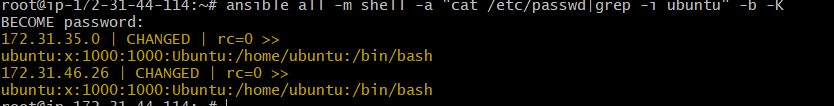 root@ip-172-31-44-114:~# ansible all -m shell -a "cat /etc/passwd|grep -i ubuntu" -b -K
BECOME password:
172.31.35.0 | CHANGED | rc=0 >>
ubuntu:x:1000:1000:Ubuntu:/home/ubuntu:/bin/bash
172.31.46.26 | CHANGED | rc=0 >>
ubuntu:x:1000:1000:Ubuntu:/home/ubuntu:/bin/bash
root@ip-172-31-44-114:~#